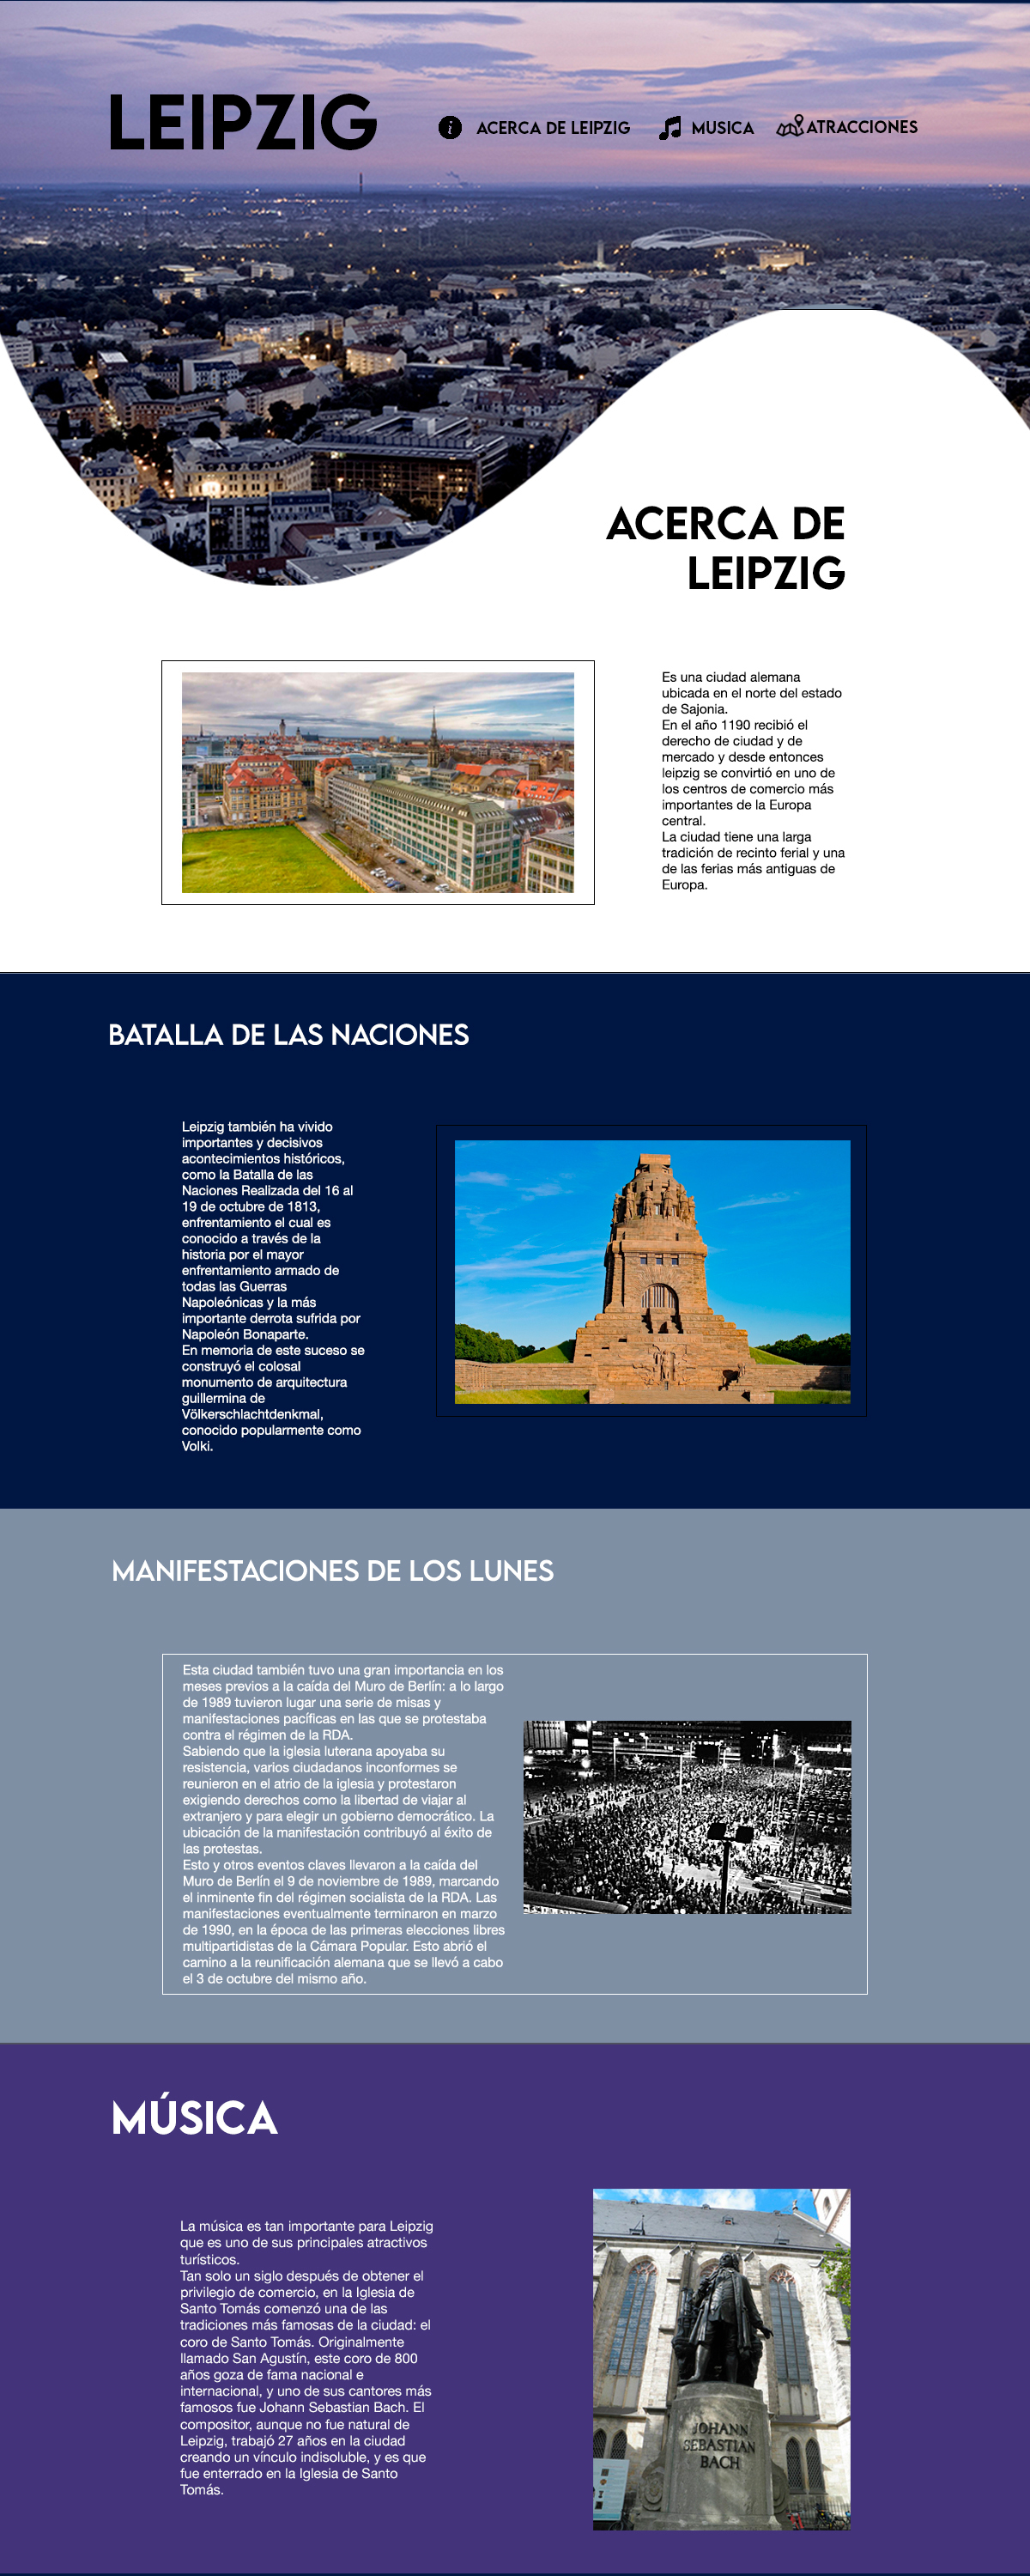 LEIPZIG
ACERCA DE LEIPZIG
MUSICA
ATRACCIONES
ACERCA DE
LEIPZIG
Es una ciudad alemana
ubicada en el norte del estado
de Sajonia.
En el año 1190 recibió el
derecho de ciudad y de
mercado y desde entonces
leipzig se convirtió en uno de
los centros de comercio más
importantes de la Europa
central.
La ciudad tiene una larga
tradición de recinto ferial y una
de las ferias más antiguas de
Europa.
BATALLA DE LAS NACIONES
Leipzig también ha vivido
importantes y decisivos
acontecimientos históricos,
como la Batalla de las
Naciones Realizada del 16 al
19 de octubre de 1813,
enfrentamiento el cual es
conocido a través de la
historia por el mayor
enfrentamiento armado de
todas las Guerras
Napoleónicas y la más
importante derrota sufrida por
Napoleón Bonaparte.
En memoria de este suceso se
construyó el colosal
monumento de arquitectura
guillermina de
Völkerschlachtdenkmal,
conocido popularmente como
Volki.
MANIFESTACIONES DE LOS LUNES
Esta ciudad también tuvo una gran importancia en los
meses previos a la caída del Muro de Berlín: a lo largo
de 1989 tuvieron lugar una serie de misas y
manifestaciones pacíficas en las que se protestaba
contra el régimen de la RDA.
Sabiendo que la iglesia luterana apoyaba su
resistencia, varios ciudadanos inconformes se
reunieron en el atrio de la iglesia y protestaron
exigiendo derechos como la libertad de viajar al
extranjero y para elegir un gobierno democrático. La
ubicación de la manifestación contribuyó al éxito de
las protestas.
Esto y otros eventos claves llevaron a la caída del
Muro de Berlín el 9 de noviembre de 1989, marcando
el inminente fin del régimen socialista de la RDA. Las
manifestaciones eventualmente terminaron en marzo
de 1990, en la época de las primeras elecciones libres
multipartidistas de la Cámara Popular. Esto abrió el
camino a la reunificación alemana que se llevó a cabo
el 3 de octubre del mismo año.
MÚSICA
La música es tan importante para Leipzig
que es uno de sus principales atractivos
turísticos.
Tan solo un siglo después de obtener el
privilegio de comercio, en la Iglesia de
Santo Tomás comenzó una de las
tradiciones más famosas de la ciudad: el
coro de Santo Tomás. Originalmente
llamado San Agustín, este coro de 800
años goza de fama nacional e
internacional, y uno de sus cantores más
famosos fue Johann Sebastian Bach. El
compositor, aunque no fue natural de
Leipzig, trabajó 27 años en la ciudad
creando un vínculo indisoluble, y es que
fue enterrado en la Iglesia de Santo
Tomás.
JOHANN
SEBASTIAN
BACH